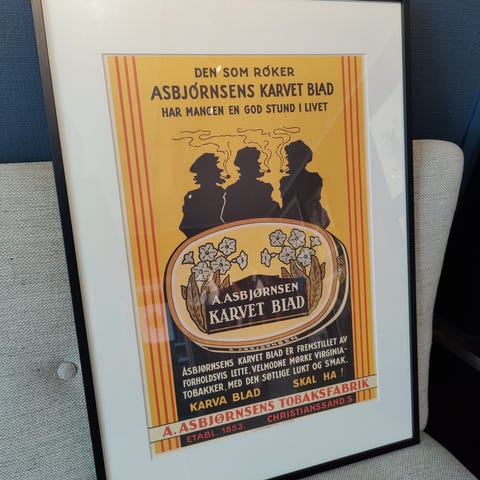 DEN SOM RØKER
ASBJØRNSENS KARVET BLAD
HAR MANGEN EN GOD STUND I LIVET
A. ASBJØRNSEN
KARVET BLAD
A. ASBJØRNSEN
ASBJØRNSENS KARVET BLAD ER FREMSTILLET AV
FORHOLDSVIS LETTE, VELMODNE MØRKE VIRGINIA-
TOBAKKER, MED DEN SØTLIGE LUKT OG SMAK.
KARVA BLAD SKAL HA !
A. ASBJØRNSENS TOBAKSFABRIK
ETABL. 1853. CHRISTIANSSAND.S.